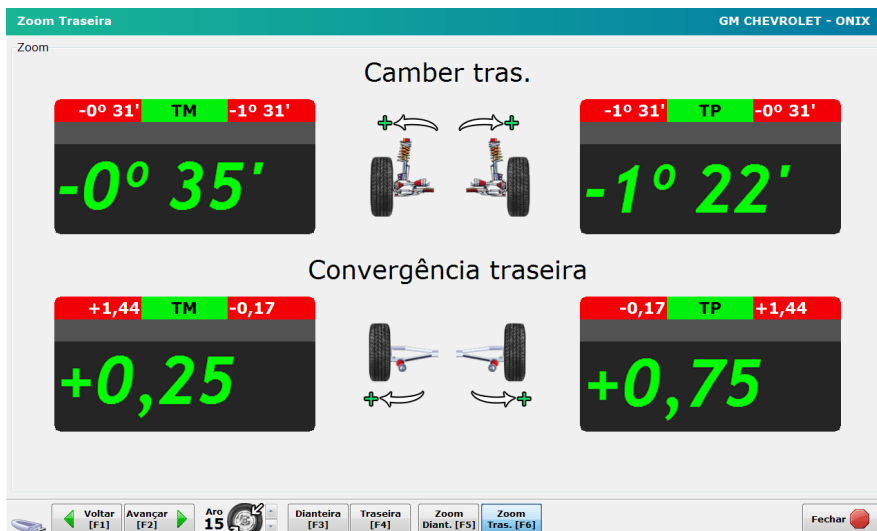 Zoom Traseira GM CHEVROLET - ONIX
Zoom
Camber tras.
-0º 31' TM -1º 31' -1º 31' TP -0º 31'
-0º 35' -1º 22'
Convergência traseira
+1,44 TM -0,17 -0,17 TP +1,44
+0,25 +0,75
Voltar [F1] Avançar [F2] Aro 15 Dianteira [F3] Traseira [F4] Zoom Diant. [F5] Zoom Tras. [F6] Fechar